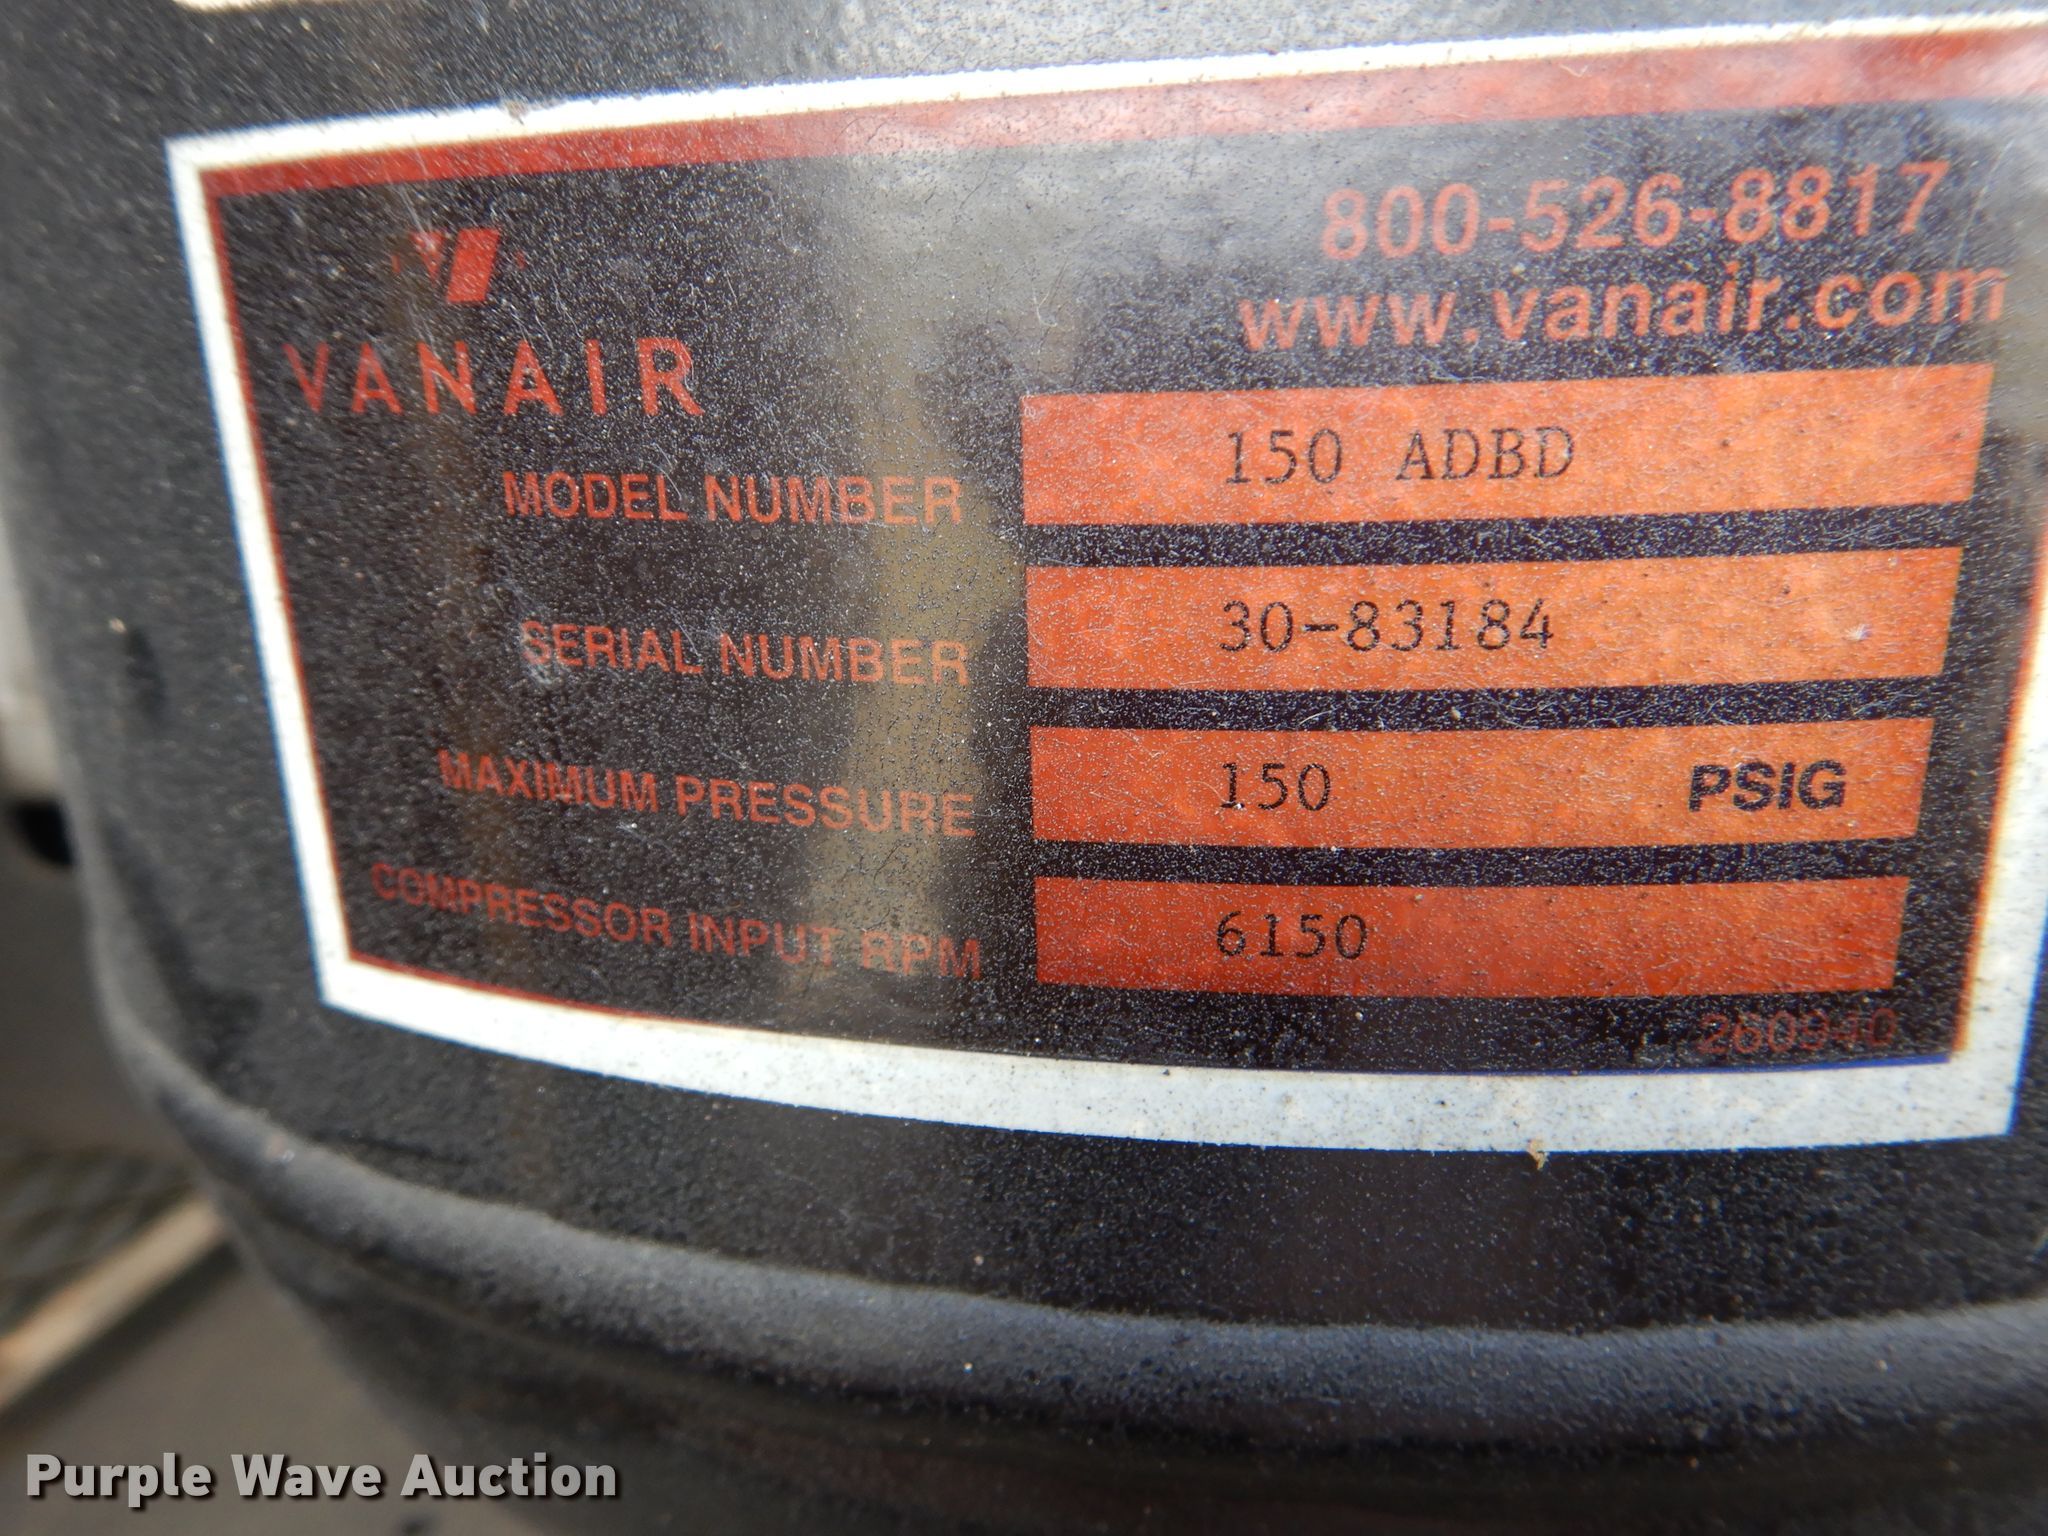 800-526-8817
www.vanair.com
VANAIR
MODEL NUMBER 150 ADBD
SERIAL NUMBER 30-83184
MAXIMUM PRESSURE 150 PSIG
COMPRESSOR INPUT RPM 6150
260940
Purple Wave Auction